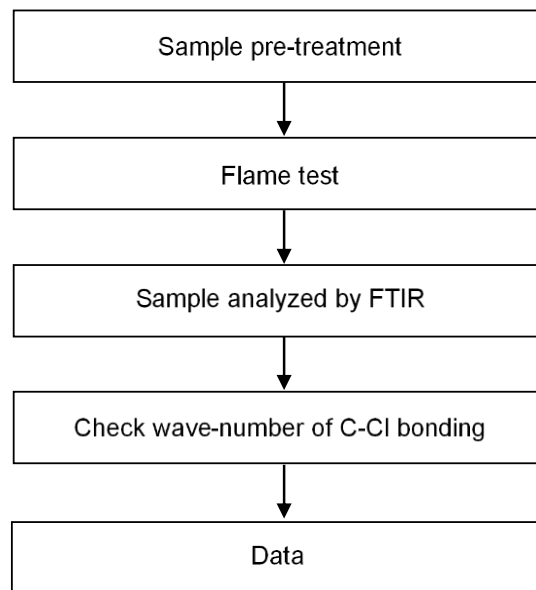 Sample pre-treatment
Flame test
Sample analyzed by FTIR
Check wave-number of C-Cl bonding
Data